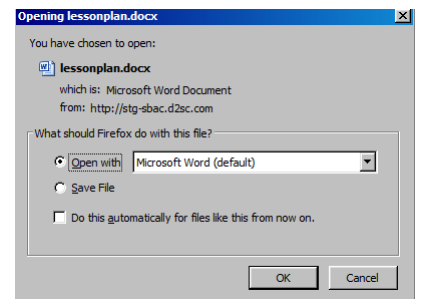 Opening lessonplan.docx
You have chosen to open:
lessonplan.docx
which is: Microsoft Word Document
from: http://stg-sbac.d2sc.com
What should Firefox do with this file?
Open with Microsoft Word (default)
Save File
Do this automatically for files like this from now on.
OK Cancel